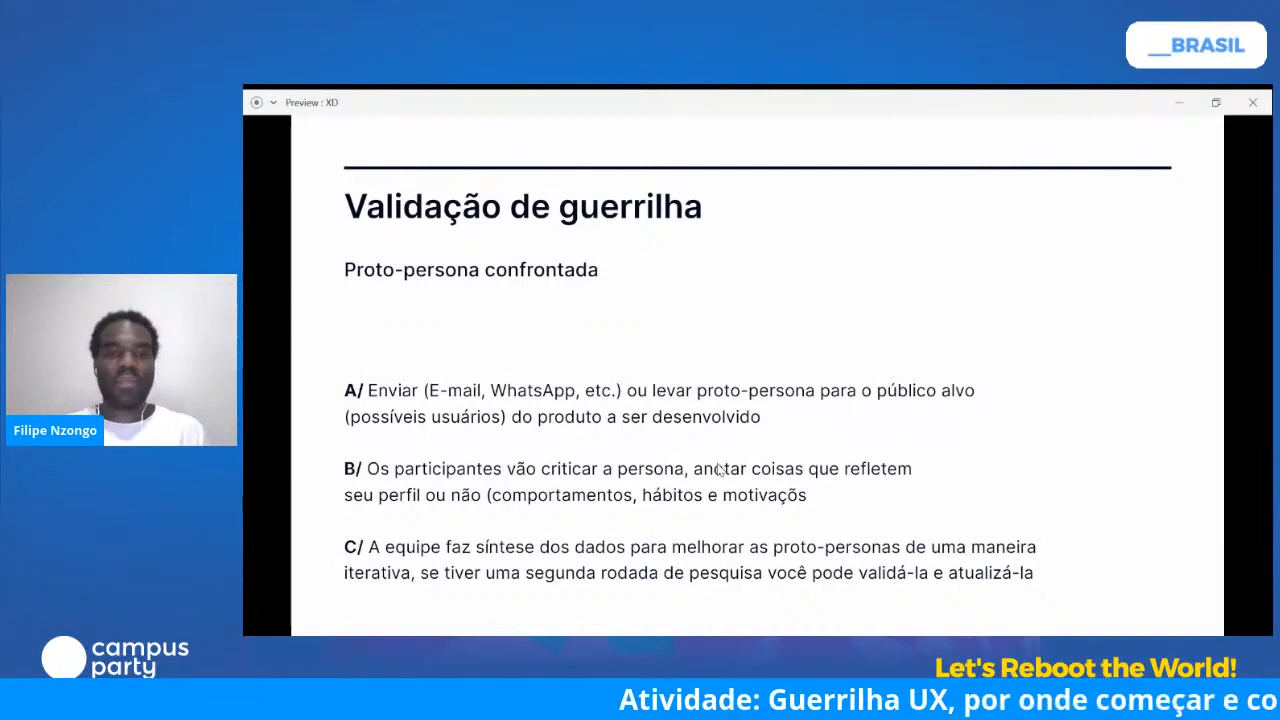 __BRASIL
Preview : XD
Validação de guerrilha
Proto-persona confrontada
A/ Enviar (E-mail, WhatsApp, etc.) ou levar proto-persona para o público alvo
(possíveis usuários) do produto a ser desenvolvido
B/ Os participantes vão criticar a persona, anotar coisas que refletem
seu perfil ou não (comportamentos, hábitos e motivaçõs
C/ A equipe faz síntese dos dados para melhorar as proto-personas de uma maneira
iterativa, se tiver uma segunda rodada de pesquisa você pode validá-la e atualizá-la
Filipe Nzongo
campus
party
Let's Reboot the World!
Atividade: Guerrilha UX, por onde começar e co